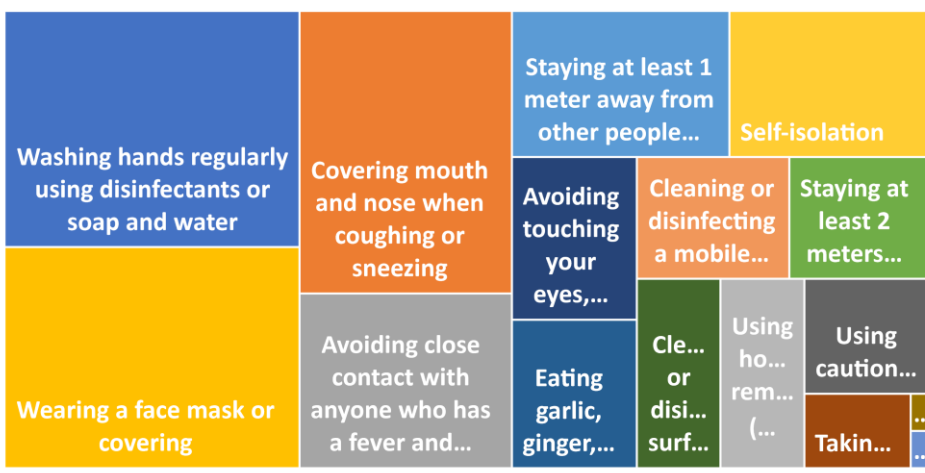 Washing hands regularly
using disinfectants or
soap and water
Wearing a face mask or
covering
Covering mouth
and nose when
coughing or
sneezing
Avoiding close
contact with
anyone who has
a fever and…
Staying at least 1
meter away from
other people…
Self-isolation
Avoiding
touching
your
eyes,…
Cleaning or
disinfecting
a mobile…
Staying at
least 2
meters…
Eating
garlic,
ginger,…
Cle…
or
disi…
surf…
Using
ho…
rem…
(…
Using
caution…
Takin…
…
…